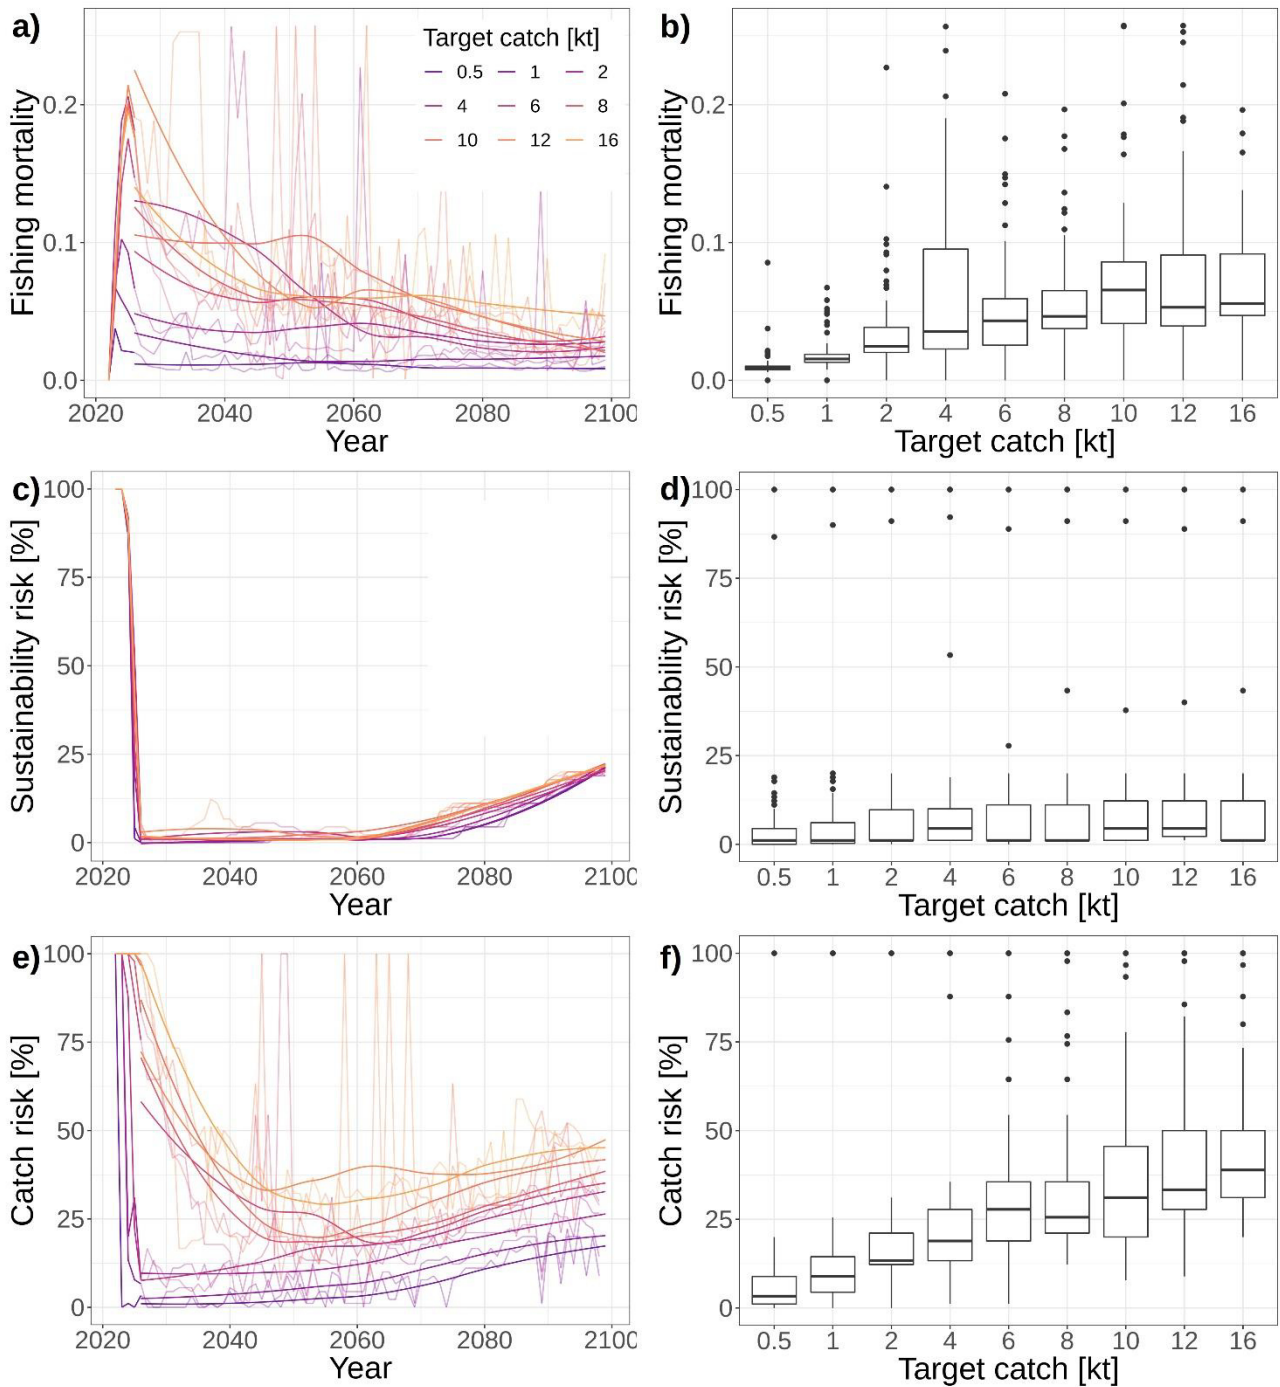 a)
Fishing mortality
0.2
0.1
0.0
Target catch [kt]
0.5 1 2
4 6 8
10 12 16
2020 2040 2060 2080 2100
Year
b)
Fishing mortality
0.2
0.1
0.0
0.5 1 2 4 6 8 10 12 16
Target catch [kt]
c)
Sustainability risk [%]
100
75
50
25
0
2020 2040 2060 2080 2100
Year
d)
Sustainability risk [%]
100
75
50
25
0
0.5 1 2 4 6 8 10 12 16
Target catch [kt]
e)
Catch risk [%]
100
75
50
25
0
2020 2040 2060 2080 2100
Year
f)
Catch risk [%]
100
75
50
25
0
0.5 1 2 4 6 8 10 12 16
Target catch [kt]